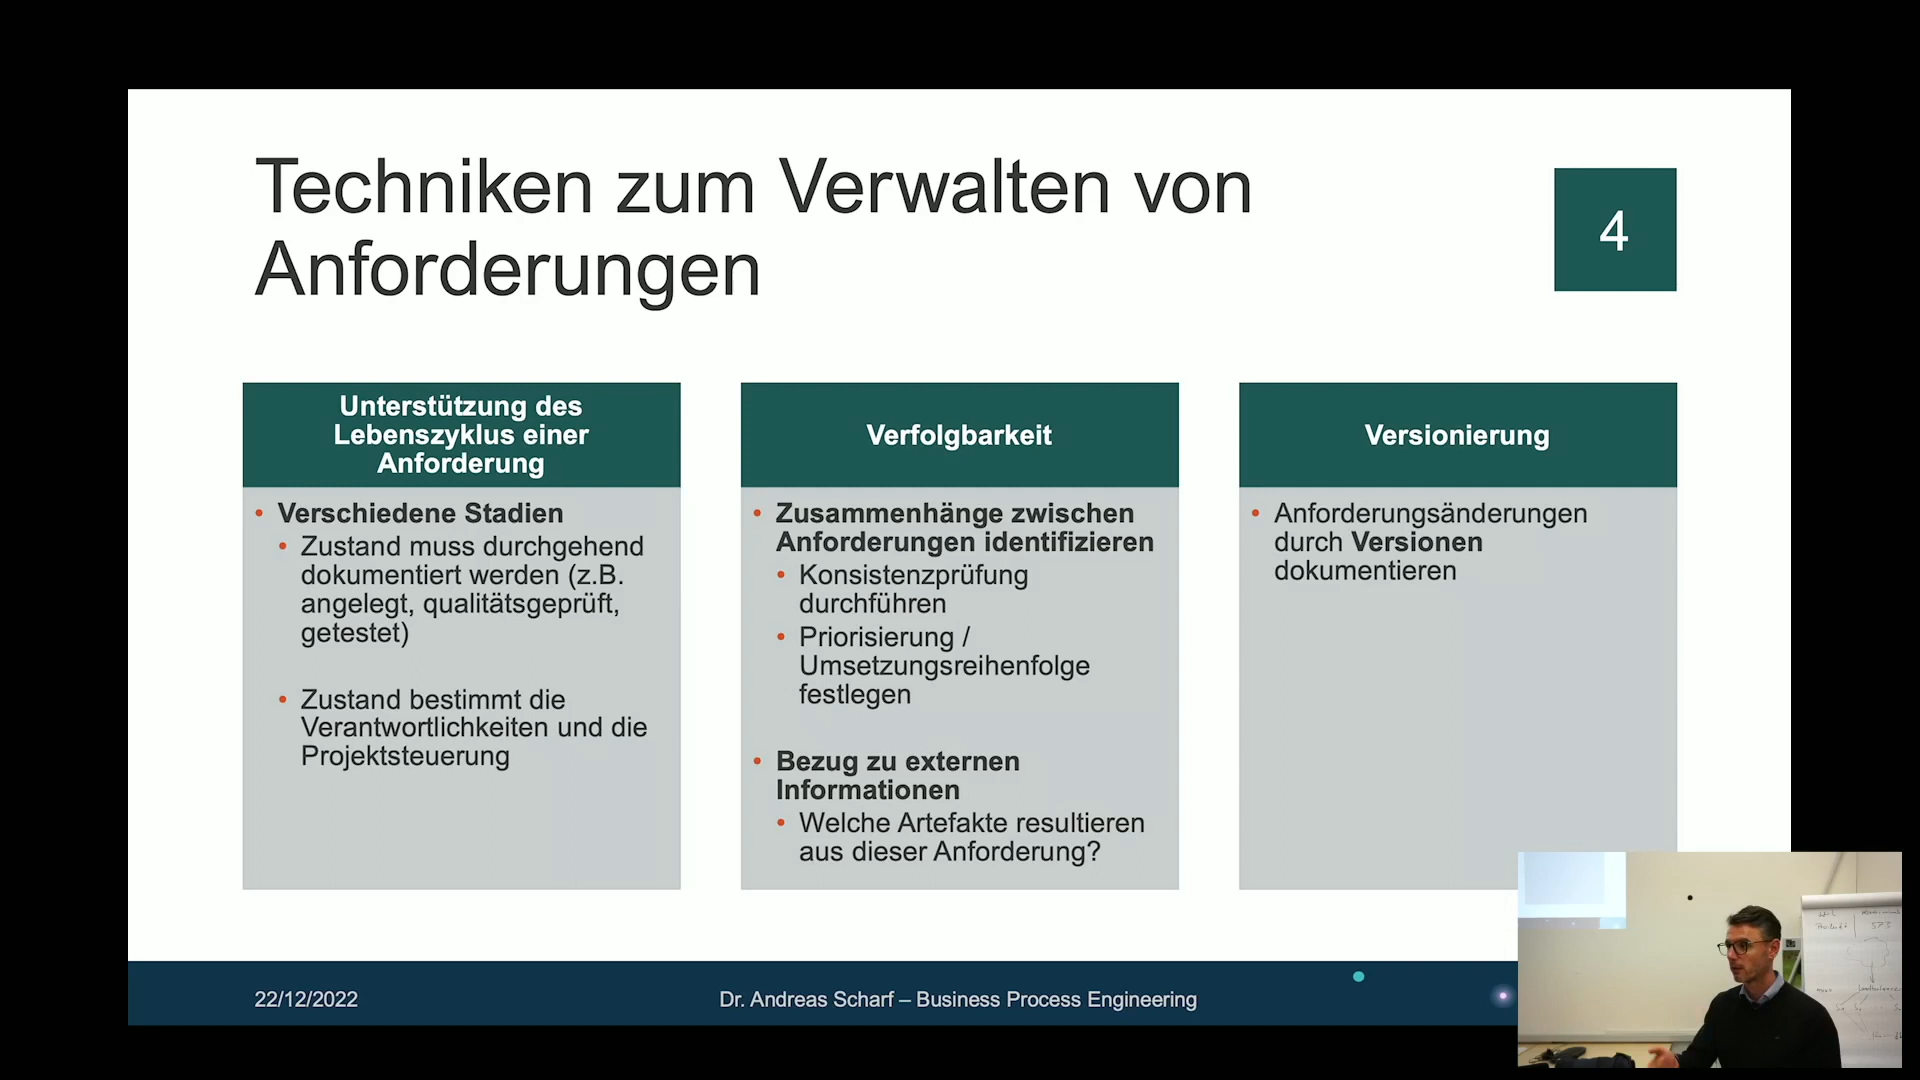 Techniken zum Verwalten von
Anforderungen
4
Unterstützung des
Lebenszyklus einer
Anforderung
• Verschiedene Stadien
• Zustand muss durchgehend
dokumentiert werden (z.B.
angelegt, qualitätsgeprüft,
getestet)
• Zustand bestimmt die
Verantwortlichkeiten und die
Projektsteuerung
Verfolgbarkeit
• Zusammenhänge zwischen
Anforderungen identifizieren
• Konsistenzprüfung
durchführen
• Priorisierung /
Umsetzungsreihenfolge
festlegen
• Bezug zu externen
Informationen
• Welche Artefakte resultieren
aus dieser Anforderung?
Versionierung
• Anforderungsänderungen
durch Versionen
dokumentieren
22/12/2022
Dr. Andreas Scharf – Business Process Engineering